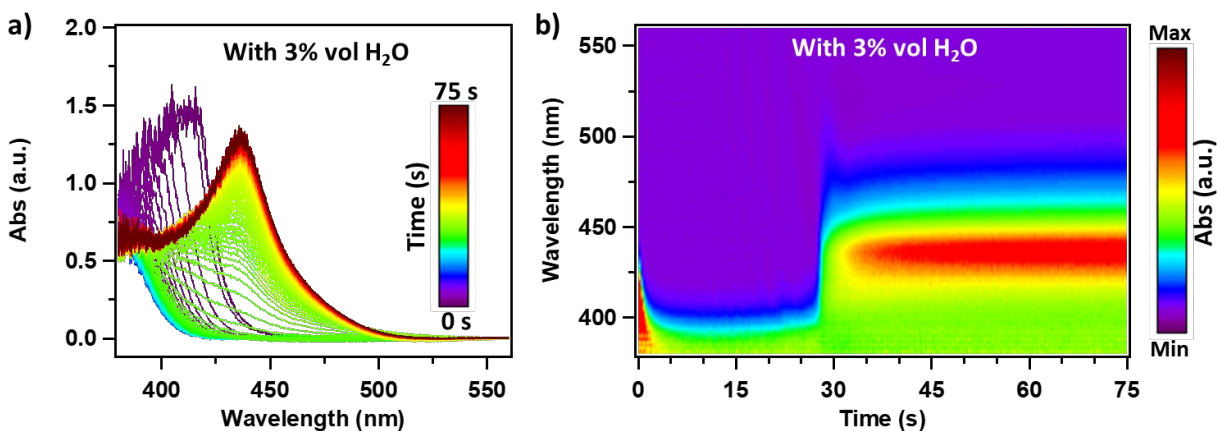 a)
With 3% vol H₂O
75 s
Time (s)
0 s
2.0
1.5
1.0
0.5
0.0
Abs (a.u.)
400
450
500
550
Wavelength (nm)
b)
With 3% vol H₂O
550
500
450
400
Wavelength (nm)
0
15
30
45
60
75
Time (s)
Max
Abs (a.u.)
Min